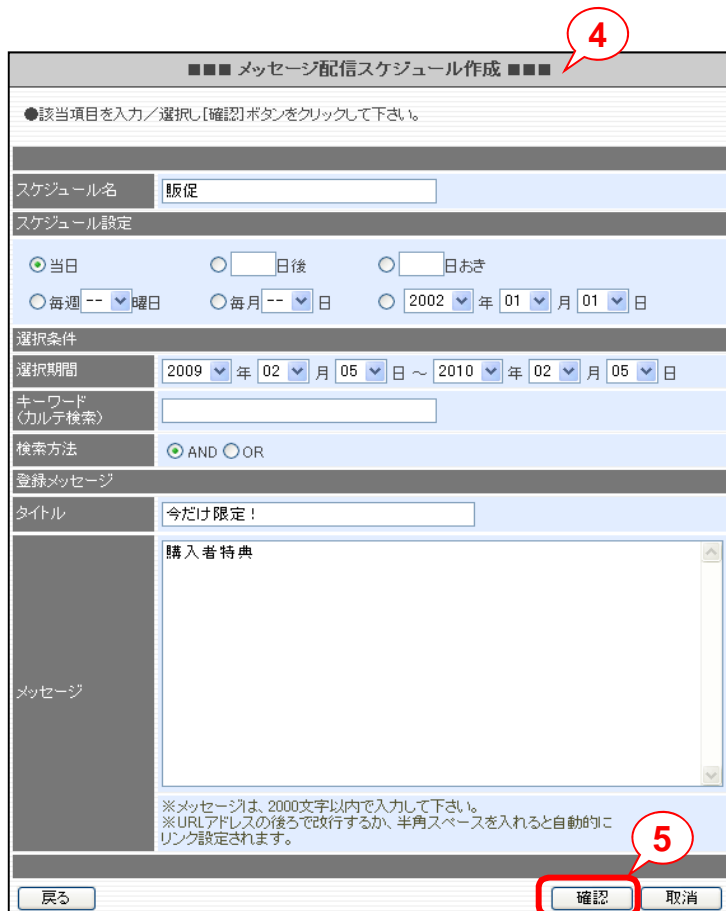 4
■■■ メッセージ配信スケジュール作成 ■■■
●該当項目を入力／選択し[確認]ボタンをクリックして下さい。
スケジュール名 販促
スケジュール設定
当日 日後 日おき
毎週 -- 曜日 毎月 -- 日 2002 年 01 月 01 日
選択条件
選択期間 2009 年 02 月 05 日 ～ 2010 年 02 月 05 日
キーワード
(カルテ検索)
検索方法 AND OR
登録メッセージ
タイトル 今だけ限定！
購入者特典
メッセージ
※メッセージは、2000文字以内で入力して下さい。
※URLアドレスの後ろで改行するか、半角スペースを入れると自動的に
リンク設定されます。
5
戻る 確認 取消